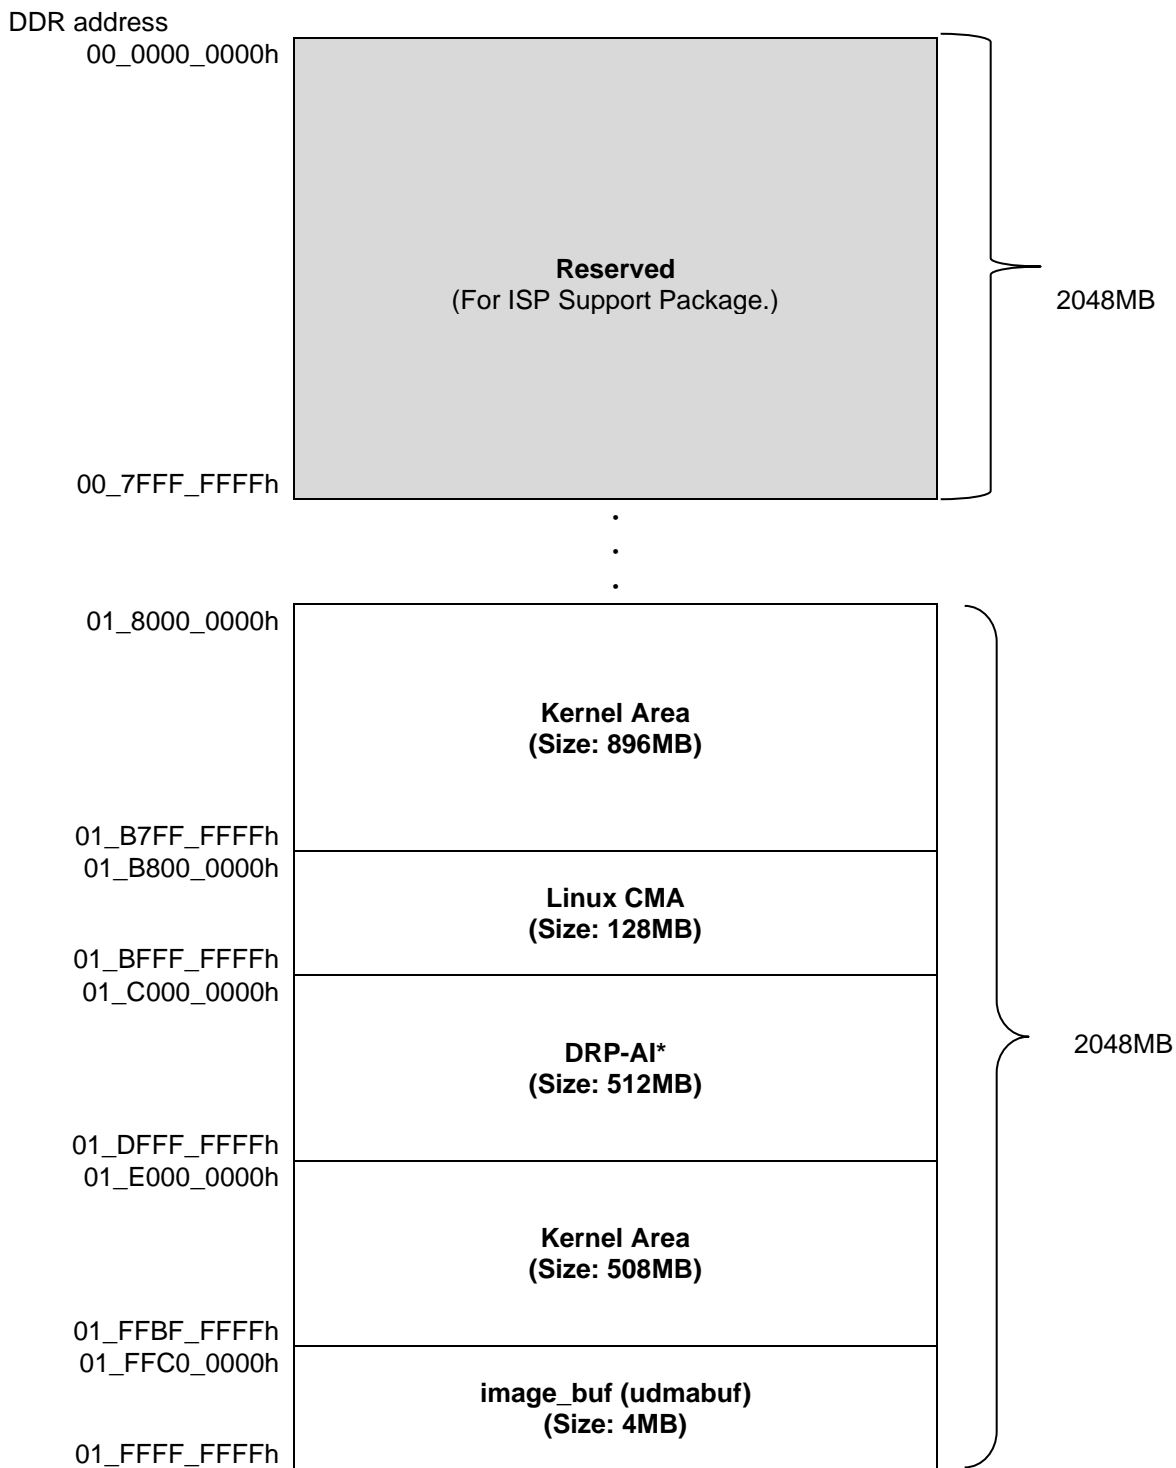 DDR address
00_0000_0000h
Reserved
(For ISP Support Package.)
2048MB
00_7FFF_FFFFh
.
.
.
01_8000_0000h
Kernel Area
(Size: 896MB)
01_B7FF_FFFFh
01_B800_0000h
Linux CMA
(Size: 128MB)
01_BFFF_FFFFh
01_C000_0000h
DRP-AI*
(Size: 512MB)
2048MB
01_DFFF_FFFFh
01_E000_0000h
Kernel Area
(Size: 508MB)
01_FFBF_FFFFh
01_FFC0_0000h
image_buf (udmabuf)
(Size: 4MB)
01_FFFF_FFFFh